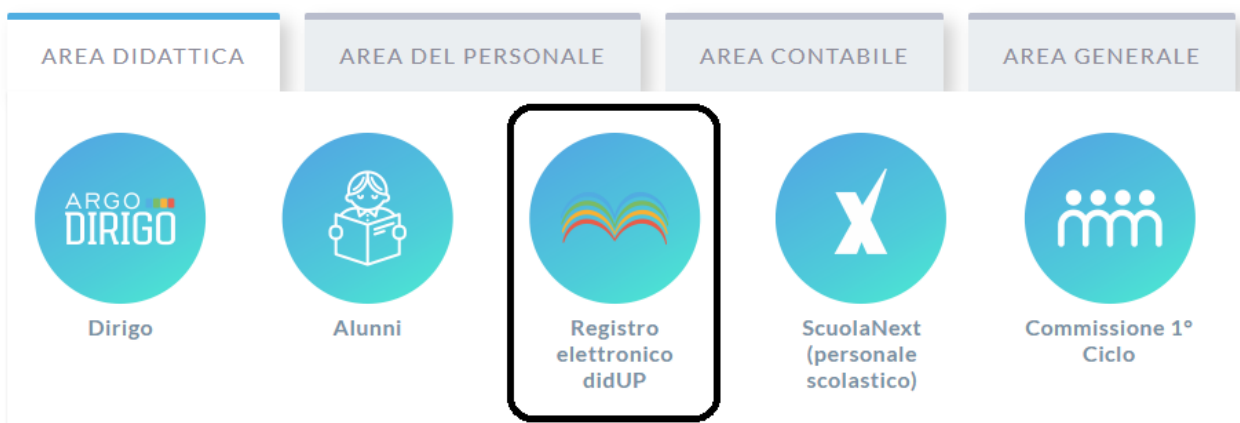 AREA DIDATTICA
AREA DEL PERSONALE
AREA CONTABILE
AREA GENERALE
ARGO
DIRIGO
Dirigo
Alunni
Registro
elettronico
didUP
ScuolaNext
(personale
scolastico)
Commissione 1°
Ciclo